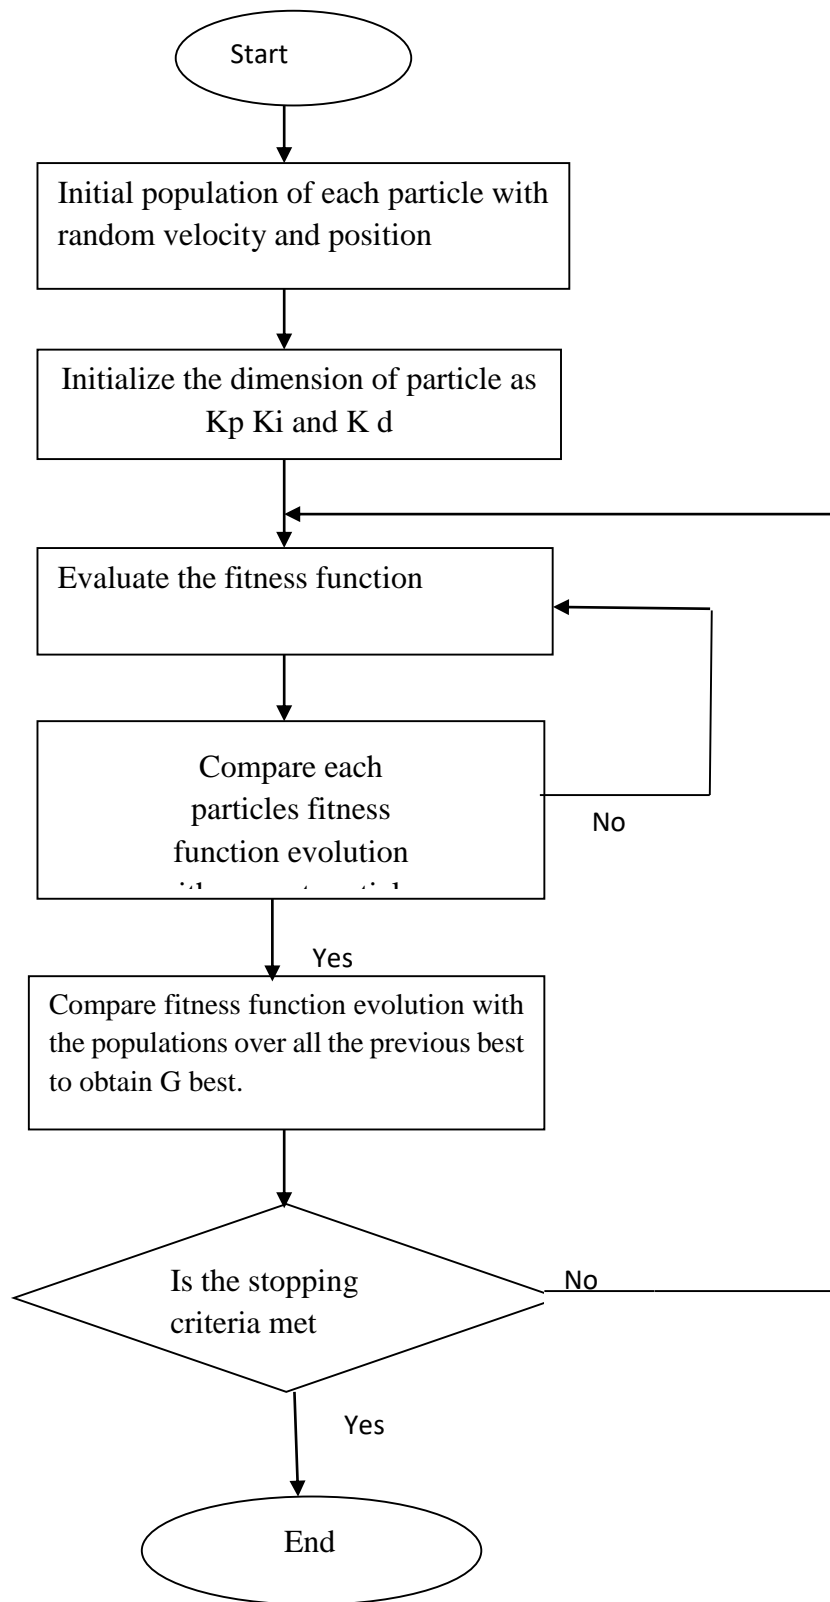 Start
Initial population of each particle with
random velocity and position
Initialize the dimension of particle as
Kp Ki and K d
Evaluate the fitness function
Compare each
particles fitness
function evolution
No
Yes
Compare fitness function evolution with
the populations over all the previous best
to obtain G best.
Is the stopping
criteria met
No
Yes
End